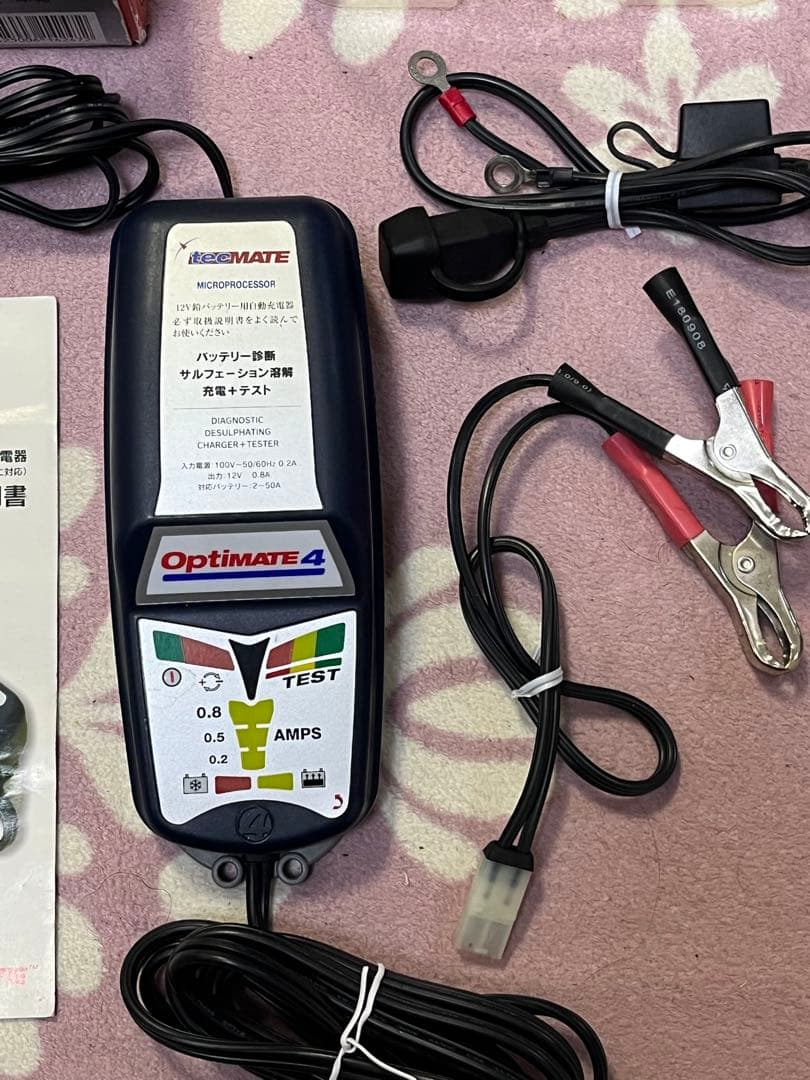 tecMATE
MICROPROCESSOR
12V鉛バッテリー用自動充電器
必ず取扱説明書をよく読んで
お使いください
バッテリー診断
サルフェーション溶解
充電+テスト
DIAGNOSTIC
DESULPHATING
CHARGER+TESTER
入力電源:100V~50/60Hz 0.2A
出力:12V 0.8A
対応バッテリー:2-50A
OptiMATE4
TEST
0.8
0.5
AMPS
0.2
4
E180908
電器
に対応)
書